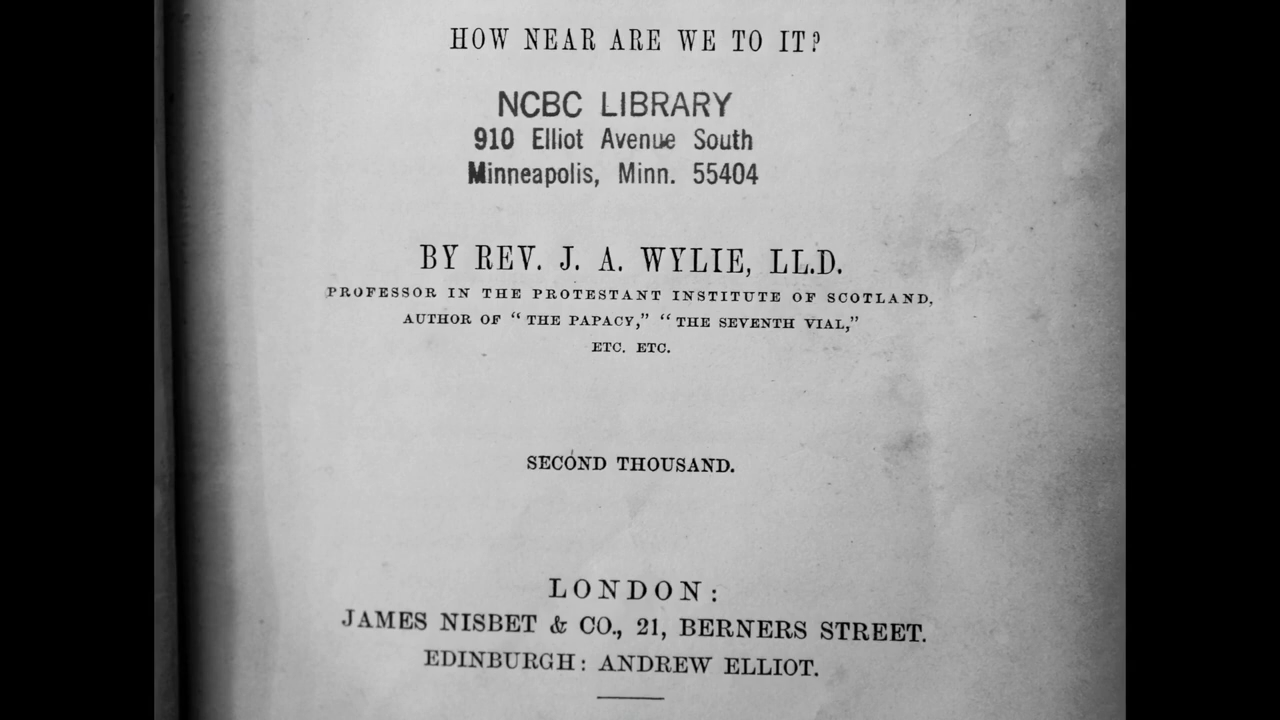 HOW NEAR ARE WE TO IT?
NCBC LIBRARY
910 Elliot Avenue South
Minneapolis, Minn. 55404
BY REV. J. A. WYLIE, LL.D.
PROFESSOR IN THE PROTESTANT INSTITUTE OF SCOTLAND,
AUTHOR OF “THE PAPACY,” “THE SEVENTH VIAL,”
ETC. ETC.
SECOND THOUSAND.
LONDON:
JAMES NISBET & CO., 21, BERNERS STREET.
EDINBURGH: ANDREW ELLIOT.